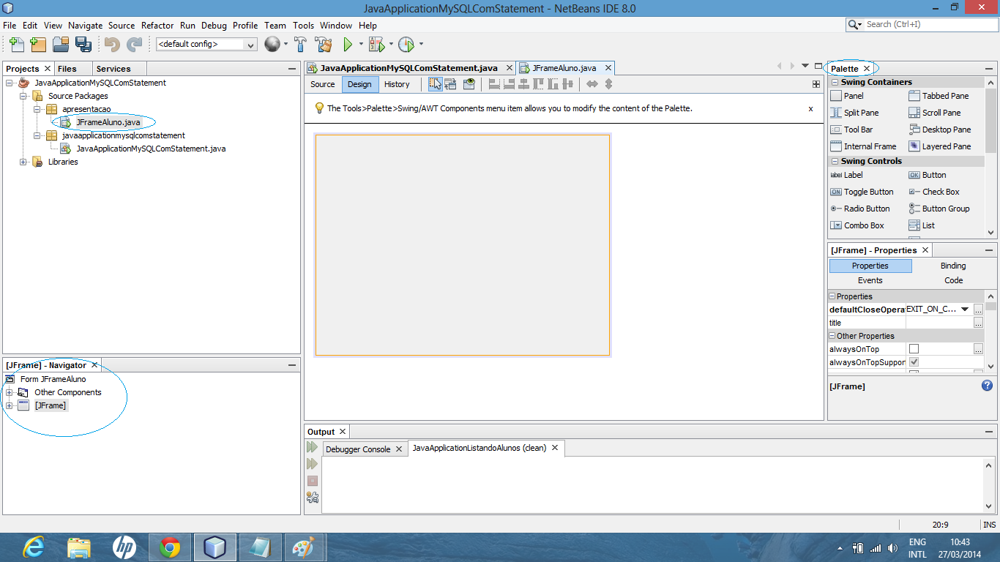 JavaApplicationMySQLComStatement - NetBeans IDE 8.0
File Edit View Navigate Source Refactor Run Debug Profile Team Tools Window Help
Search (Ctrl+I)
<default config>
Projects Files Services
JavaApplicationMySQLComStatement
Source Packages
apresentacao
JFrameAluno.java
javaapplicationmysqlcomstatement
JavaApplicationMySQLComStatement.java
Libraries
[JFrame] - Navigator
Form JFrameAluno
Other Components
[JFrame]
JavaApplicationMySQLComStatement.java JFrameAluno.java
Source Design History
The Tools>Palette>Swing/AWT Components menu item allows you to modify the content of the Palette. x
Palette
Swing Containers
Panel Tabbed Pane
Split Pane Scroll Pane
Tool Bar Desktop Pane
Internal Frame Layered Pane
Swing Controls
label Label OK Button
ON Toggle Button Check Box
Radio Button Button Group
Combo Box List
[JFrame] - Properties
Properties Binding
Events Code
Properties
defaultCloseOperat EXIT_ON_C... ...
title ...
Other Properties
alwaysOnTop ...
alwaysOnTopSupport
[JFrame] ?
Output
Debugger Console JavaApplicationListandoAlunos (clean)
20:9 INS
hp
ENG 10:43
INTL 27/03/2014